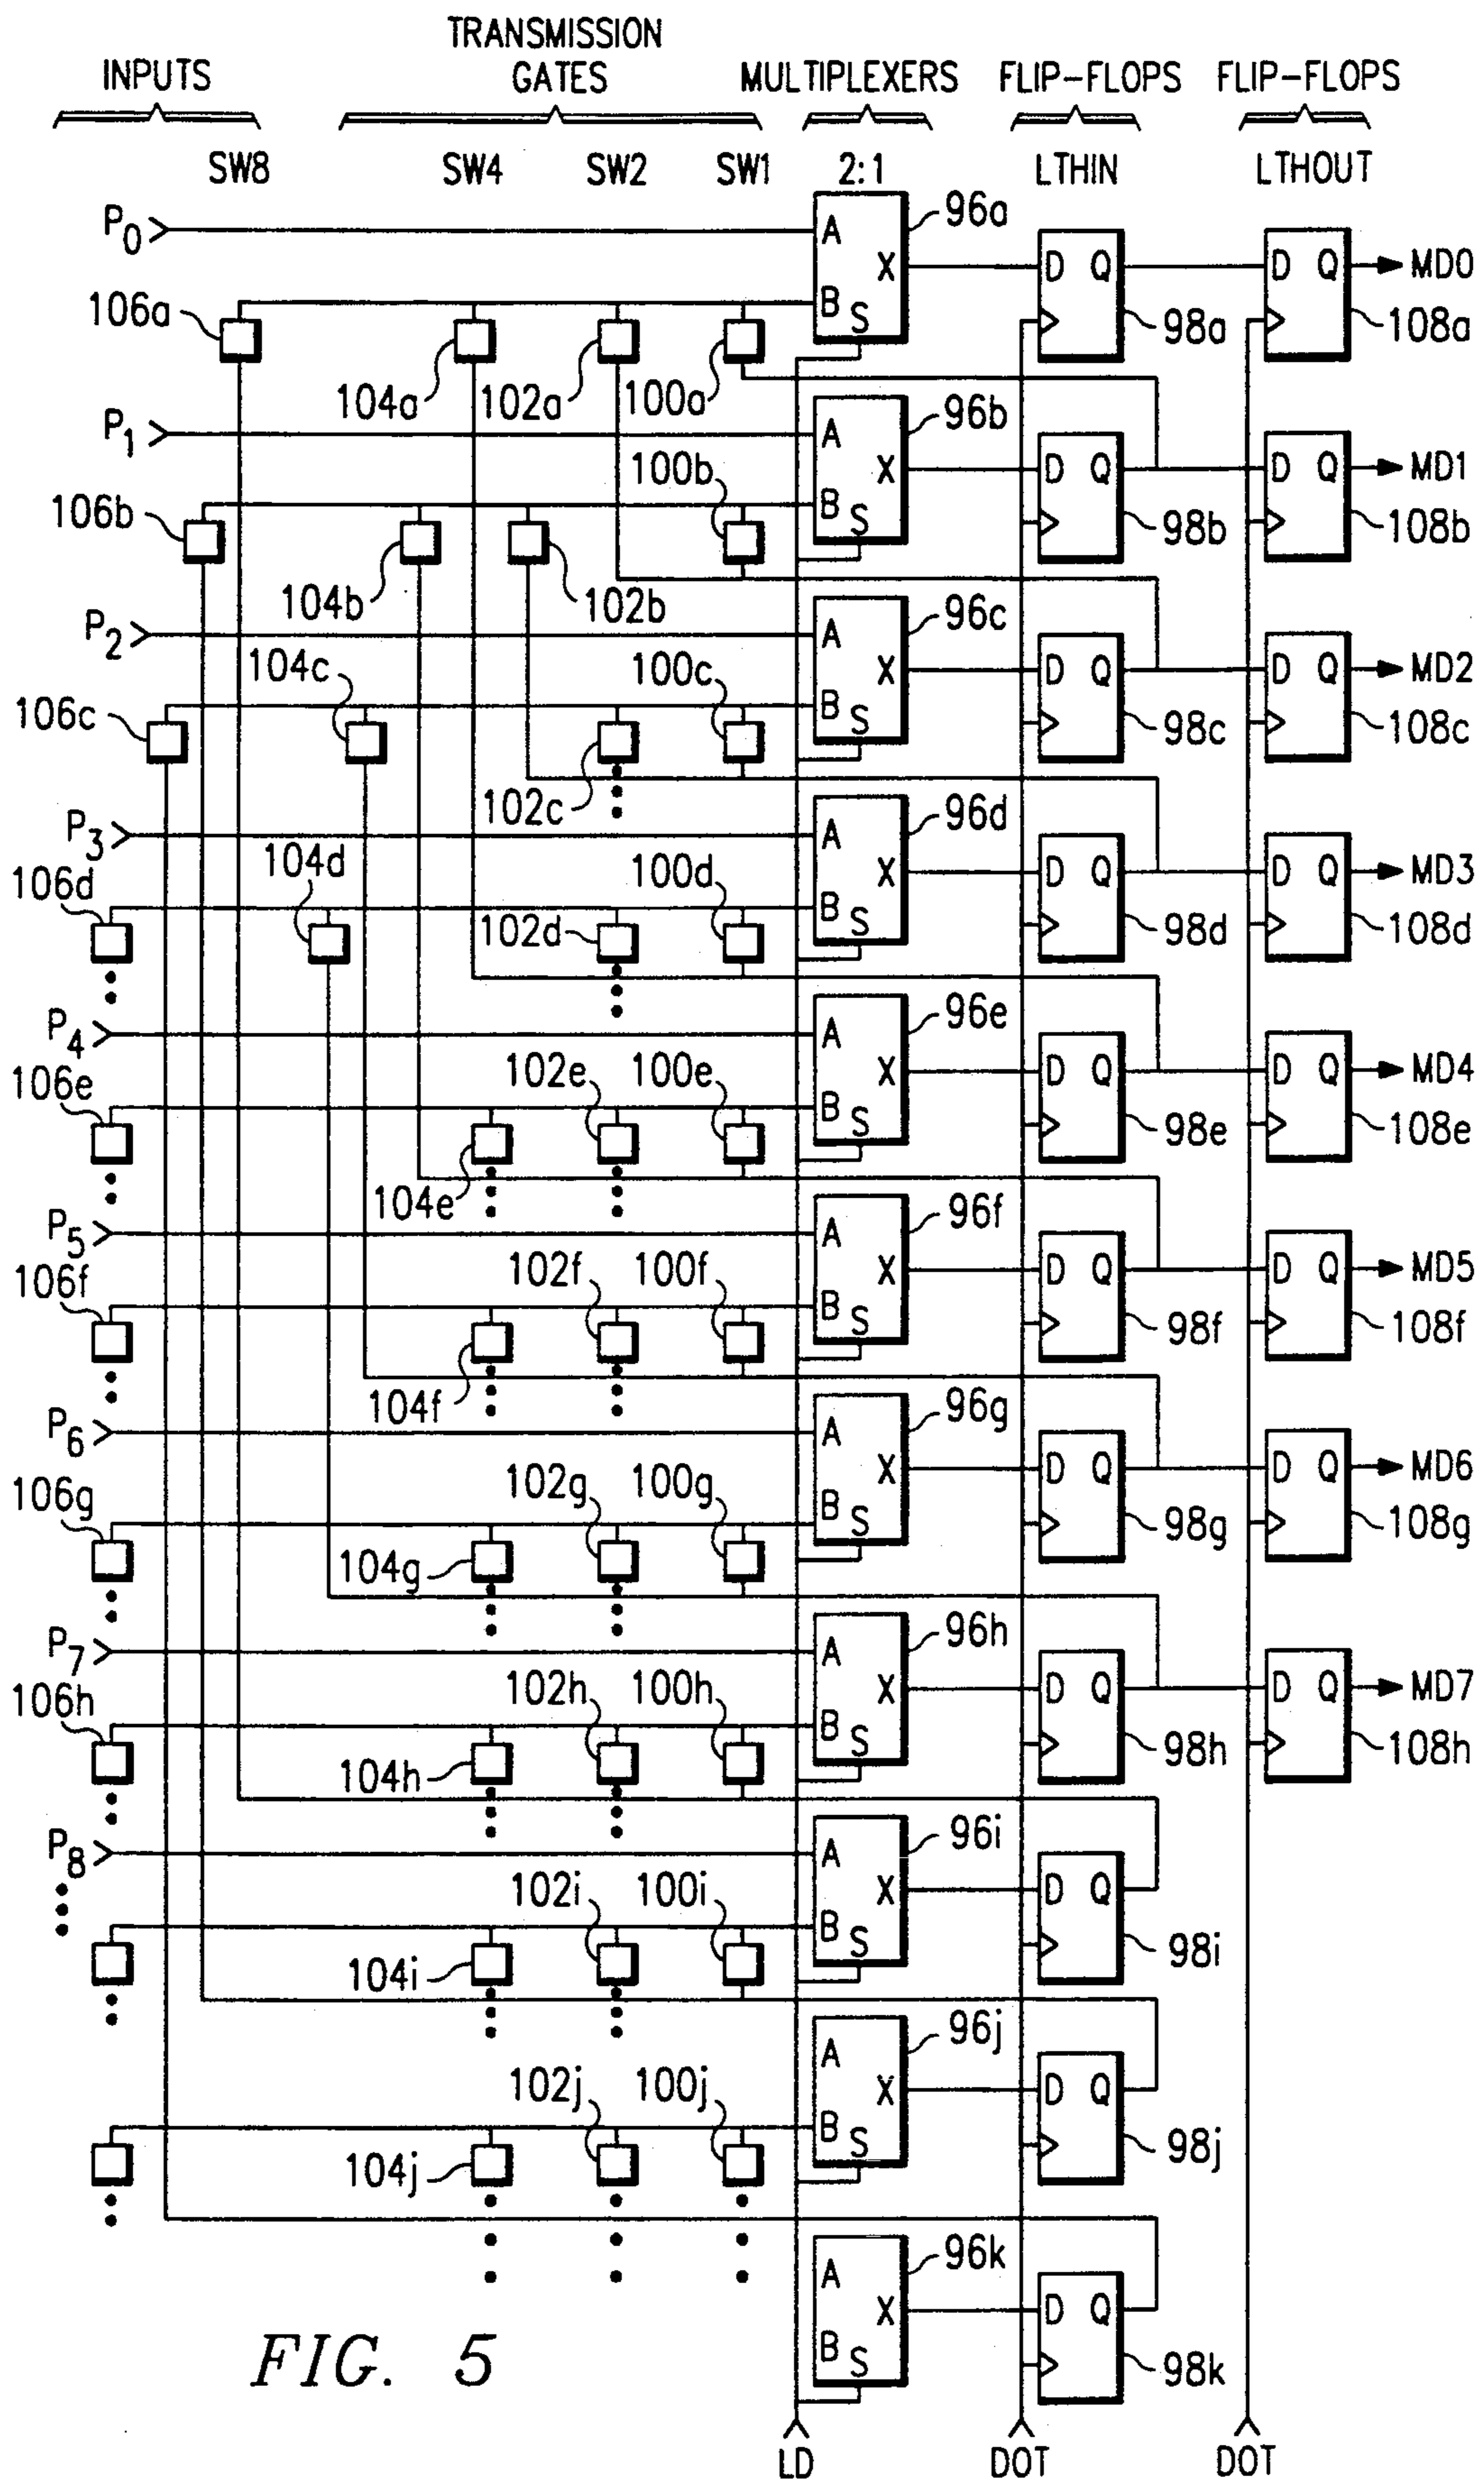 TRANSMISSION
INPUTS GATES MULTIPLEXERS FLIP-FLOPS FLIP-FLOPS
SW8 SW4 SW2 SW1 2:1 LTHIN LTHOUT
P0 A X B S 96a D Q 98a D Q 108a MD0
106a 104a 102a 100a
P1 A X B S 96b D Q 98b D Q 108b MD1
106b 104b 102b 100b
P2 A X B S 96c D Q 98c D Q 108c MD2
106c 104c 102c 100c
P3 A X B S 96d D Q 98d D Q 108d MD3
106d 104d 102d 100d
P4 A X B S 96e D Q 98e D Q 108e MD4
106e 104e 102e 100e
P5 A X B S 96f D Q 98f D Q 108f MD5
106f 104f 102f 100f
P6 A X B S 96g D Q 98g D Q 108g MD6
106g 104g 102g 100g
P7 A X B S 96h D Q 98h D Q 108h MD7
106h 104h 102h 100h
P8 A X B S 96i D Q 98i
104i 102i 100i
A X B S 96j D Q 98j
104j 102j 100j
A X B S 96k D Q 98k
FIG. 5
LD DOT DOT